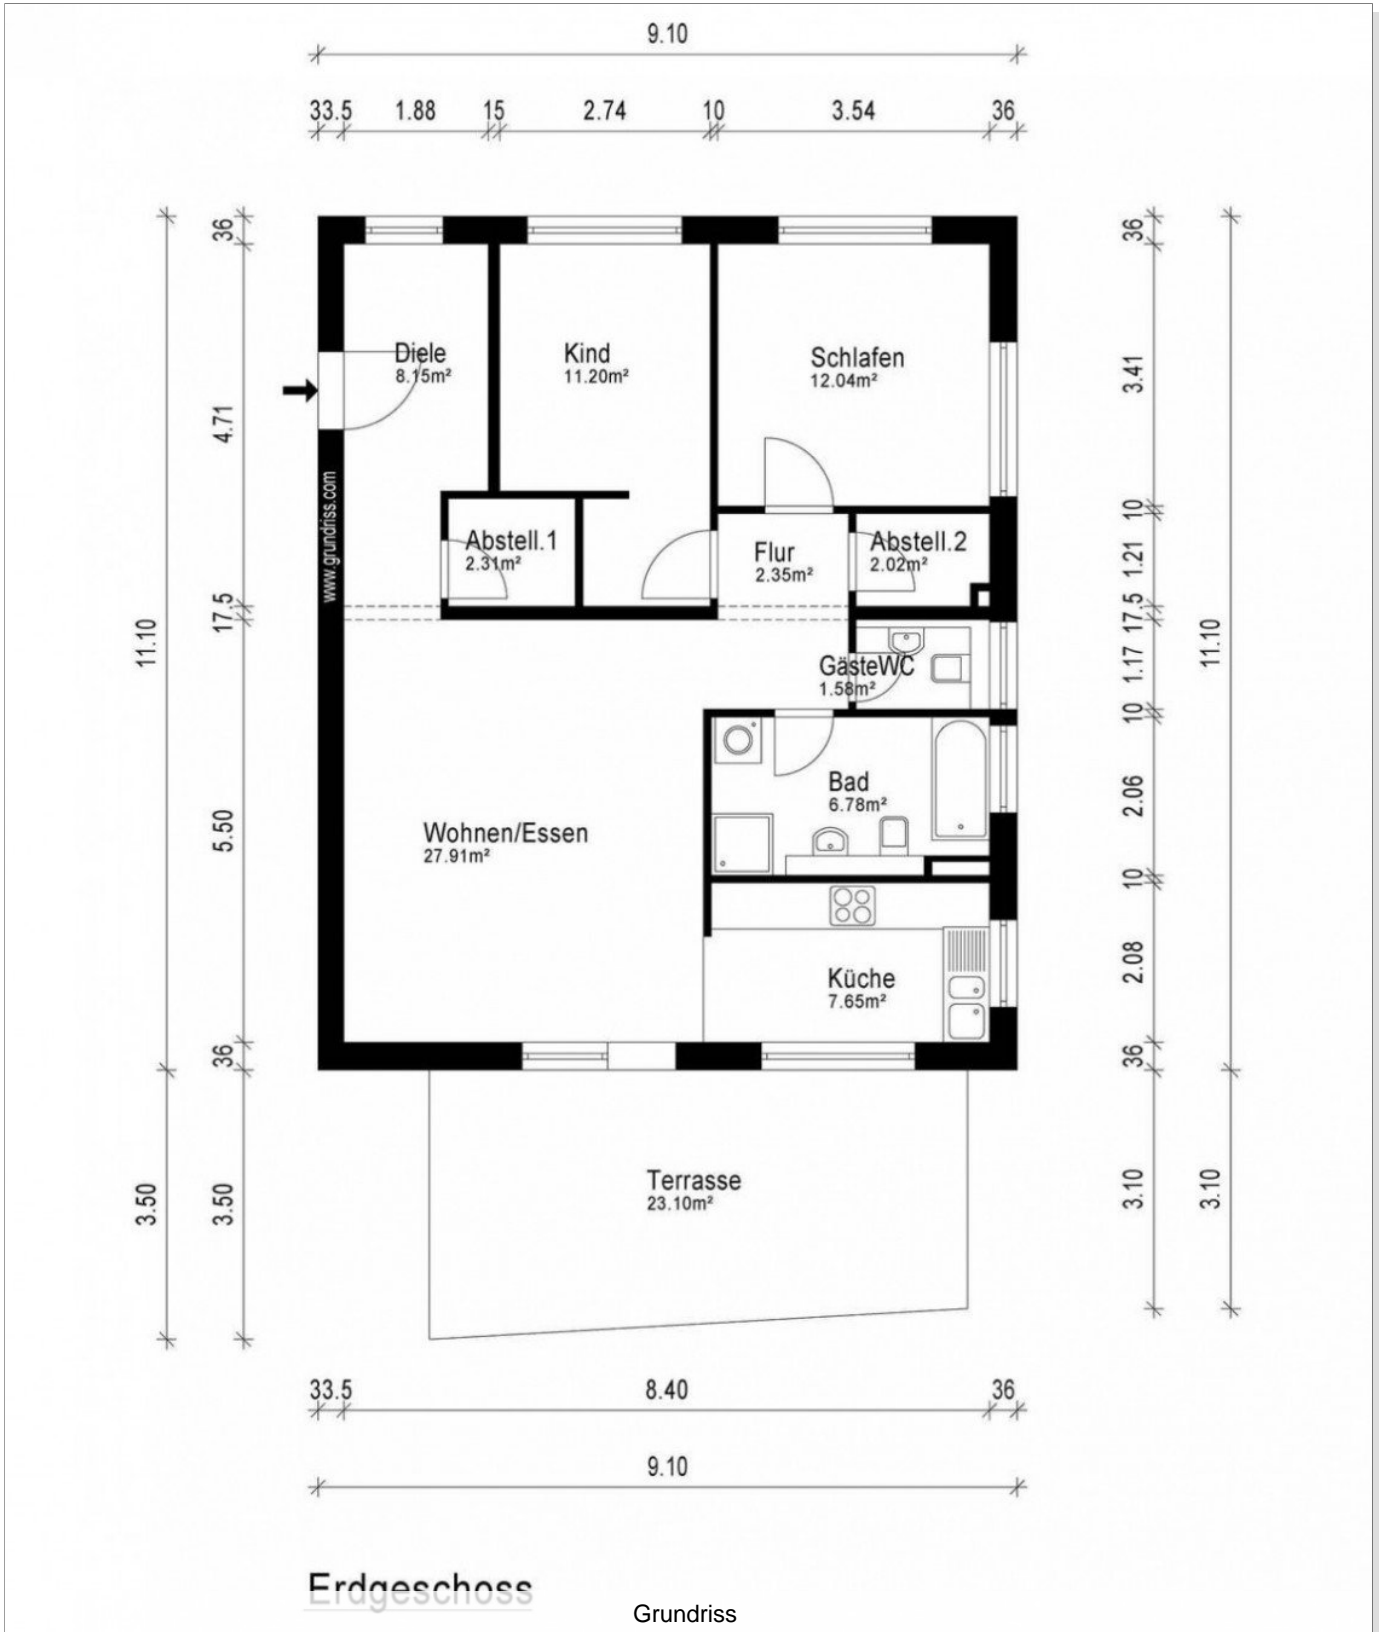 9.10
33.5 1.88 15 2.74 10 3.54 36
36
4.71
17.5
5.50
36
3.50
11.10
3.50
36
3.41
10
1.21
17.5
1.17
10
2.06
10
2.08
36
3.10
11.10
3.10
Diele
8.15m²
Kind
11.20m²
Schlafen
12.04m²
www.grundriss.com
Abstell.1
2.31m²
Flur
2.35m²
Abstell.2
2.02m²
GästeWC
1.58m²
Bad
6.78m²
Wohnen/Essen
27.91m²
Küche
7.65m²
Terrasse
23.10m²
33.5 8.40 36
9.10
Erdgeschoss
Grundriss